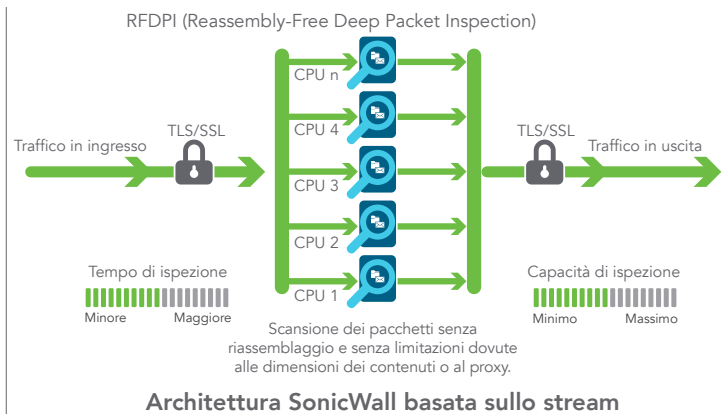 RFDPI (Reassembly-Free Deep Packet Inspection)
CPU n
CPU 4
TLS/SSL
TLS/SSL
Traffico in ingresso
Traffico in uscita
CPU 3
CPU 2
Tempo di ispezione
Capacità di ispezione
CPU 1
Minore
Maggiore
Minimo
Massimo
Scansione dei pacchetti senza
riassemblaggio e senza limitazioni dovute
alle dimensioni dei contenuti o al proxy.
Architettura SonicWall basata sullo stream